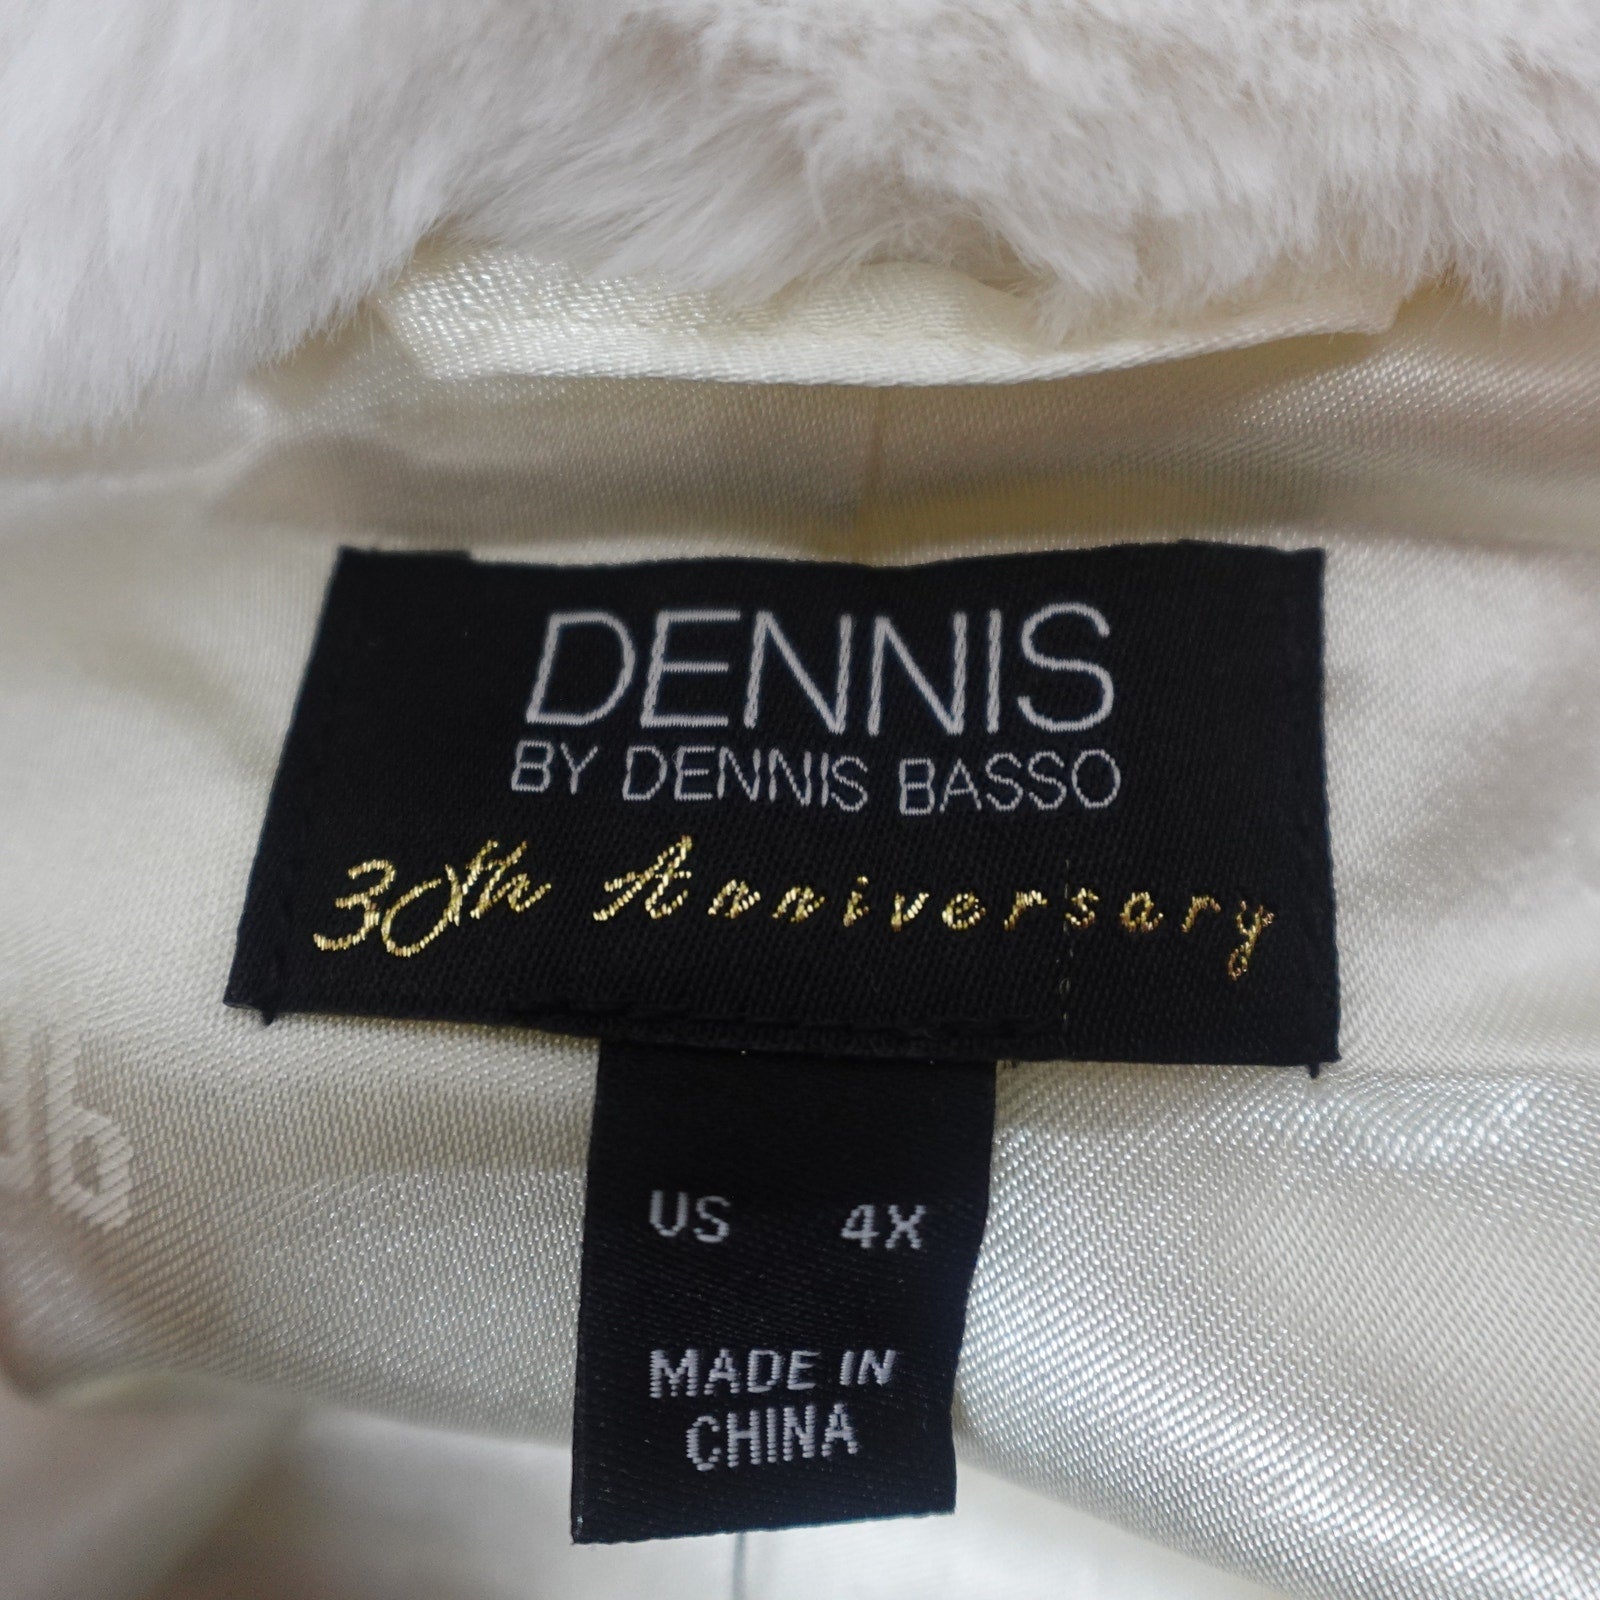 DENNIS
BY DENNIS BASSO
30th Anniversary
US 4X
MADE IN
CHINA